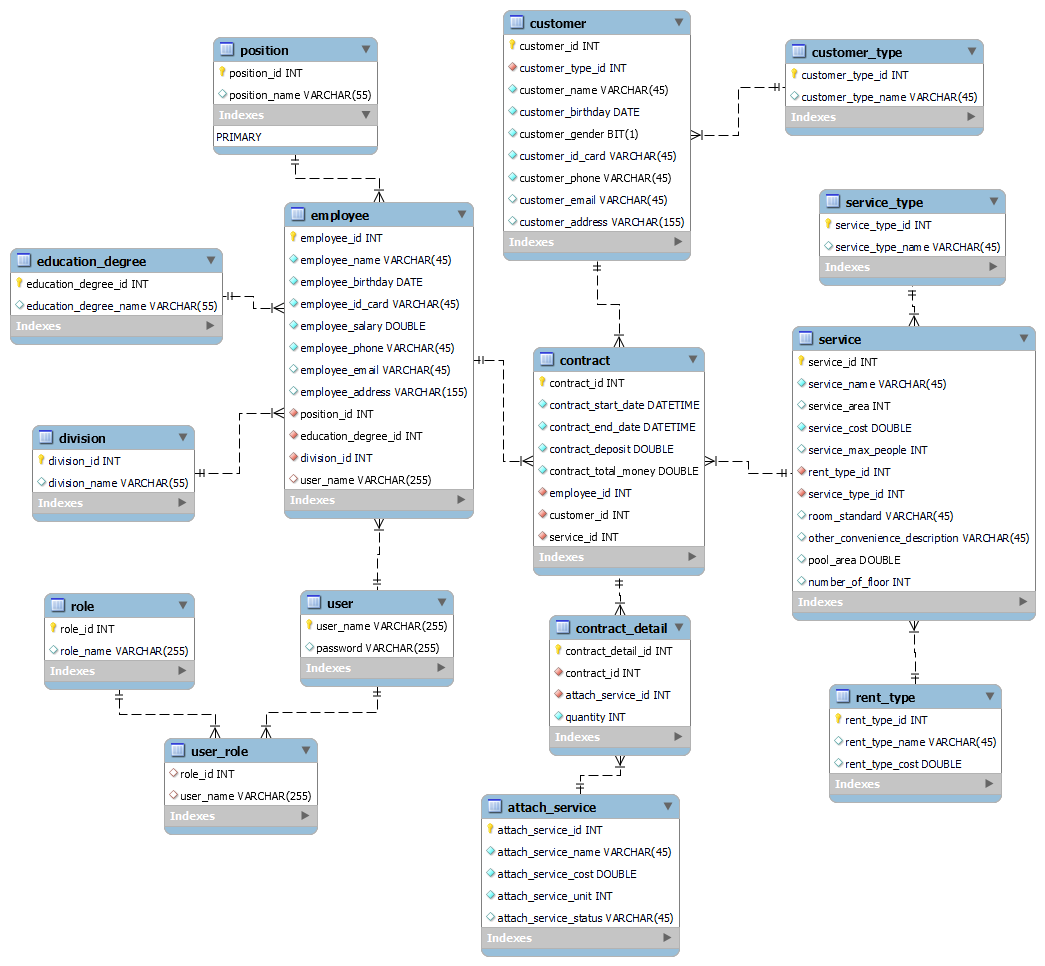 position
position_id INT
position_name VARCHAR(55)
Indexes
PRIMARY
customer
customer_id INT
customer_type_id INT
customer_name VARCHAR(45)
customer_birthday DATE
customer_gender BIT(1)
customer_id_card VARCHAR(45)
customer_phone VARCHAR(45)
customer_email VARCHAR(45)
customer_address VARCHAR(155)
Indexes
customer_type
customer_type_id INT
customer_type_name VARCHAR(45)
Indexes
employee
employee_id INT
employee_name VARCHAR(45)
employee_birthday DATE
employee_id_card VARCHAR(45)
employee_salary DOUBLE
employee_phone VARCHAR(45)
employee_email VARCHAR(45)
employee_address VARCHAR(155)
position_id INT
education_degree_id INT
division_id INT
user_name VARCHAR(255)
Indexes
education_degree
education_degree_id INT
education_degree_name VARCHAR(55)
Indexes
division
division_id INT
division_name VARCHAR(55)
Indexes
service_type
service_type_id INT
service_type_name VARCHAR(45)
Indexes
contract
contract_id INT
contract_start_date DATETIME
contract_end_date DATETIME
contract_deposit DOUBLE
contract_total_money DOUBLE
employee_id INT
customer_id INT
service_id INT
Indexes
service
service_id INT
service_name VARCHAR(45)
service_area INT
service_cost DOUBLE
service_max_people INT
rent_type_id INT
service_type_id INT
room_standard VARCHAR(45)
other_convenience_description VARCHAR(45)
pool_area DOUBLE
number_of_floor INT
Indexes
role
role_id INT
role_name VARCHAR(255)
Indexes
user
user_name VARCHAR(255)
password VARCHAR(255)
Indexes
contract_detail
contract_detail_id INT
contract_id INT
attach_service_id INT
quantity INT
Indexes
rent_type
rent_type_id INT
rent_type_name VARCHAR(45)
rent_type_cost DOUBLE
Indexes
user_role
role_id INT
user_name VARCHAR(255)
Indexes
attach_service
attach_service_id INT
attach_service_name VARCHAR(45)
attach_service_cost DOUBLE
attach_service_unit INT
attach_service_status VARCHAR(45)
Indexes